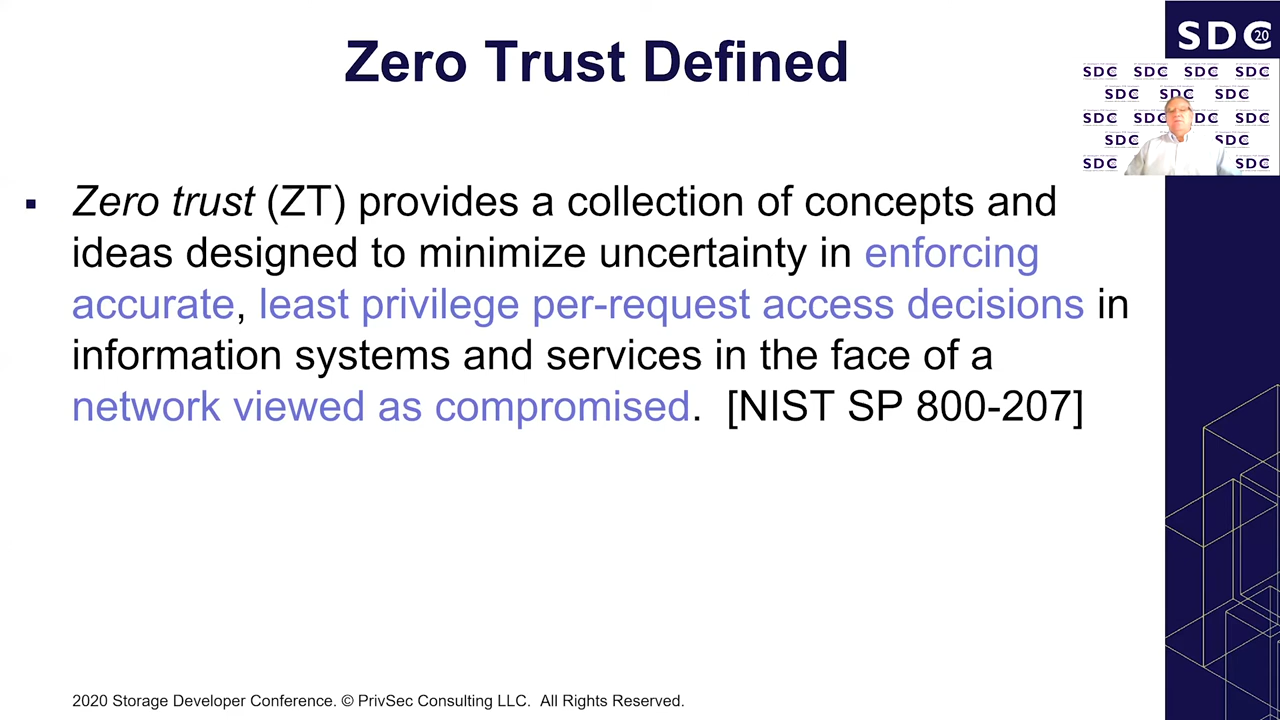 Zero Trust Defined
SDC 20
SDC SDC SDC SDC
SDC SDC SDC
SDC SDC SDC SDC
SDC SDC
SDC SDC
▪ Zero trust (ZT) provides a collection of concepts and
ideas designed to minimize uncertainty in enforcing
accurate, least privilege per-request access decisions in
information systems and services in the face of a
network viewed as compromised. [NIST SP 800-207]
2020 Storage Developer Conference. © PrivSec Consulting LLC. All Rights Reserved.